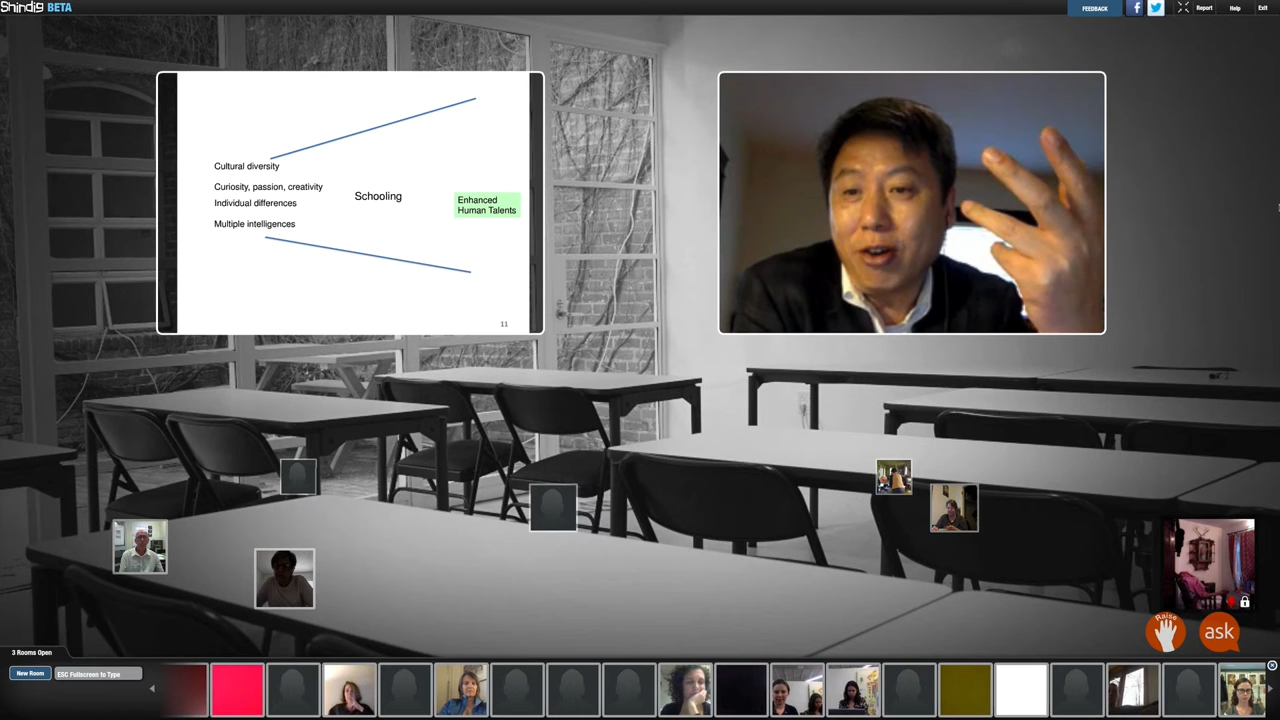 Shindig BETA
FEEDBACK
f
Report
Help
Exit
Cultural diversity
Curiosity, passion, creativity
Individual differences
Multiple intelligences
Schooling
Enhanced
Human Talents
11
Raise
ask
3 Rooms Open
New Room
ESC Fullscreen to Type